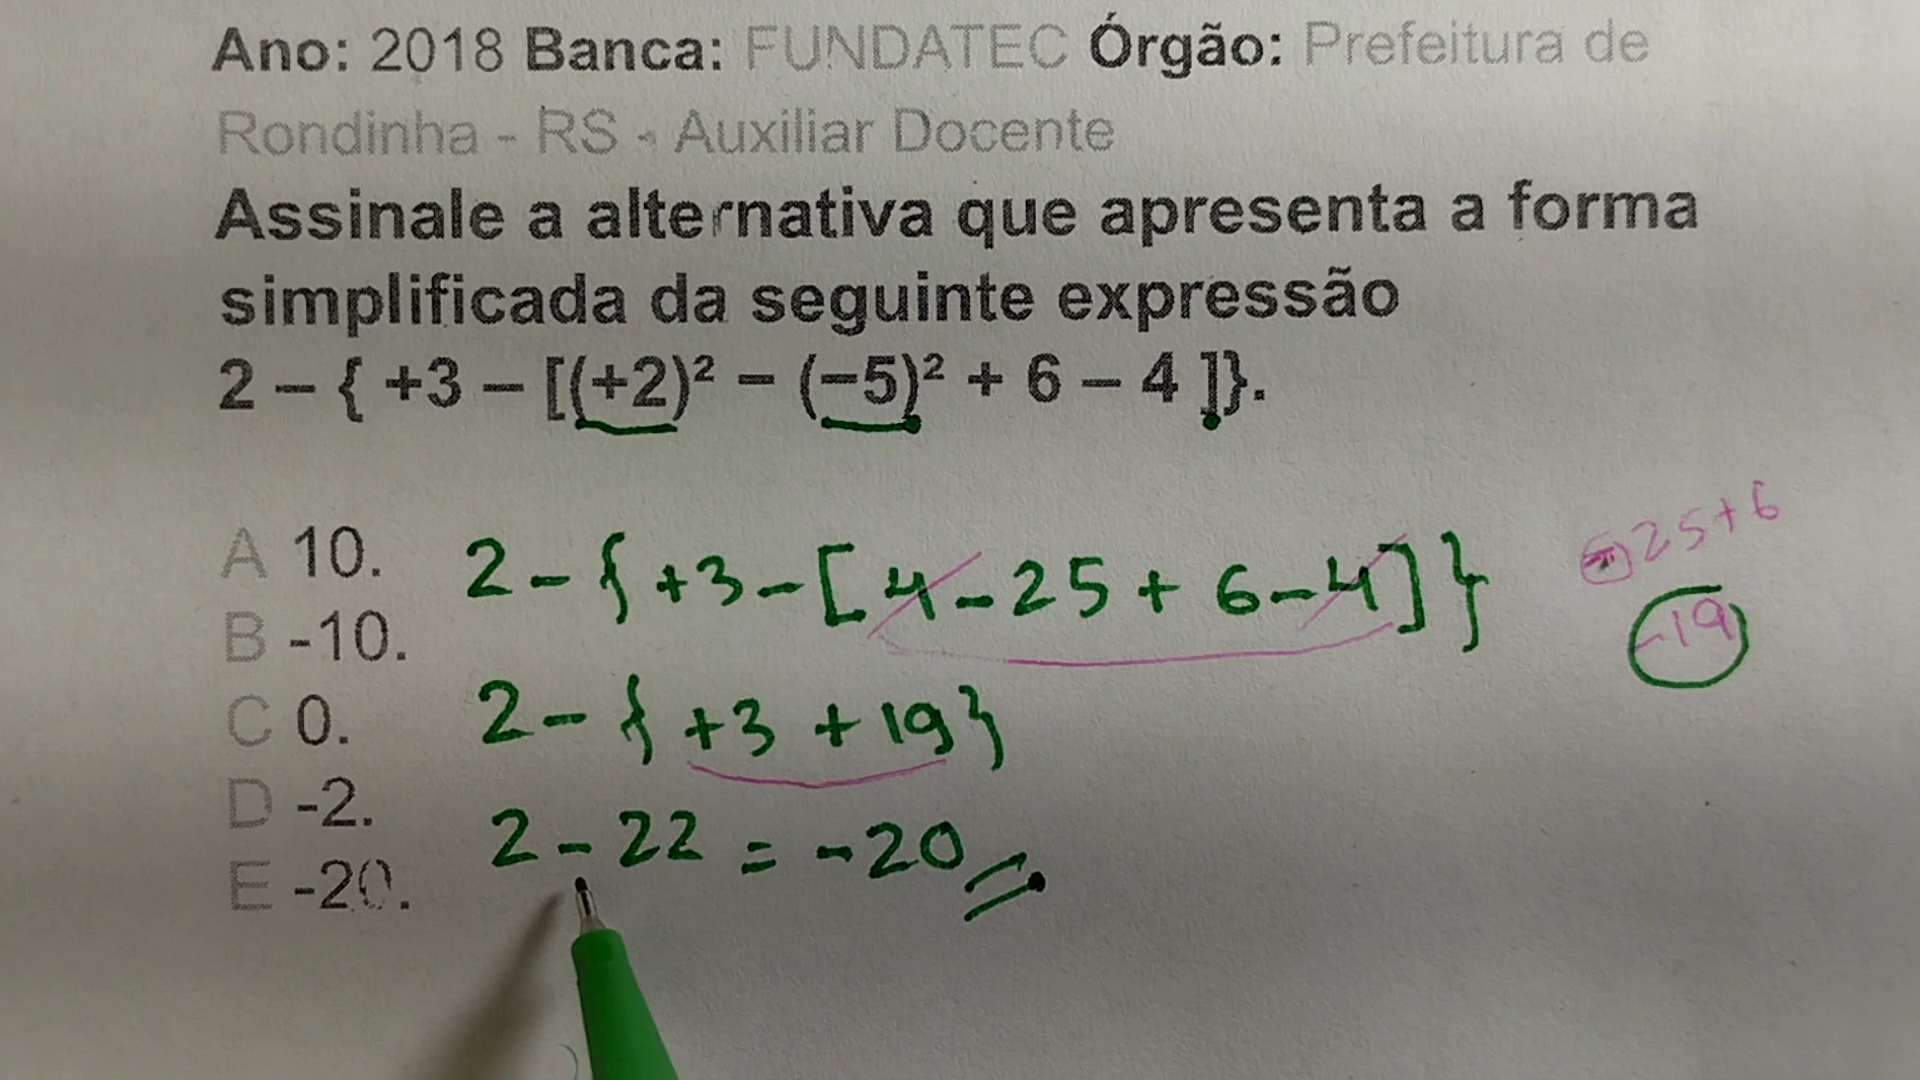 Ano: 2018 Banca: FUNDATEC Órgão: Prefeitura de
Rondinha - RS - Auxiliar Docente
Assinale a alternativa que apresenta a forma
simplificada da seguinte expressão
2 – { +3 – [(+2)² – (–5)² + 6 – 4 ]}.
A 10.
B -10.
C 0.
D -2.
E -20.
2 - { +3 - [ 4 - 25 + 6 - 4 ] }
2 - { +3 + 19 }
2 - 22 = -20
- 25 + 6
-19